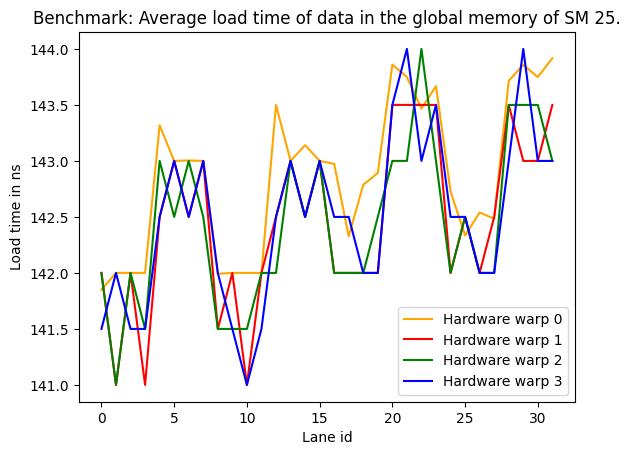 Benchmark: Average load time of data in the global memory of SM 25.
Load time in ns
144.0
143.5
143.0
142.5
142.0
141.5
141.0
Hardware warp 0
Hardware warp 1
Hardware warp 2
Hardware warp 3
0 5 10 15 20 25 30
Lane id